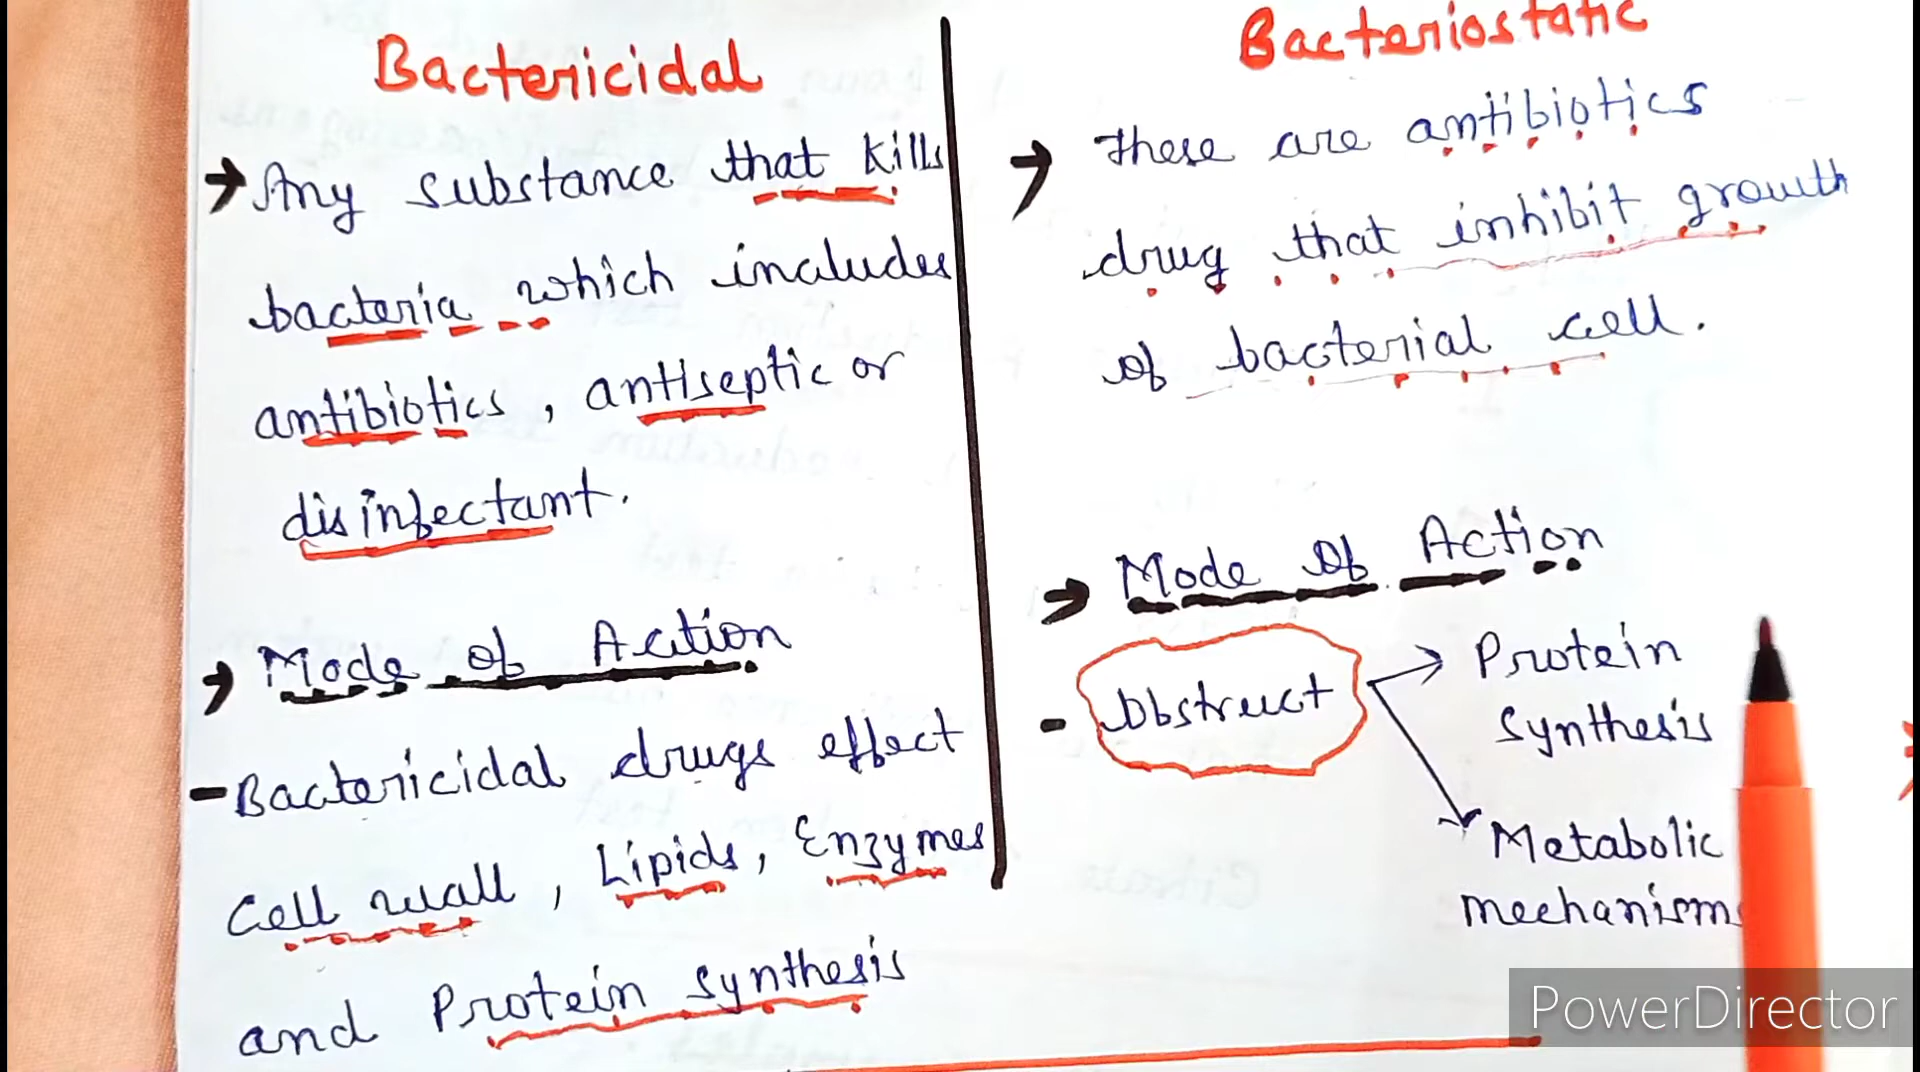 Bactericidal
→ Any substance that kills
bacteria which includes
antibiotics, antiseptic or
disinfectant.
→ Mode of Action
- Bactericidal drugs effect
Cell wall, Lipids, Enzymes
and Protein synthesis
Bacteriostatic
→ These are antibiotics
drug that inhibit growth
of bacterial cell.
→ Mode of Action
- Obstruct → Protein
synthesis
→ Metabolic
mechanism
PowerDirector